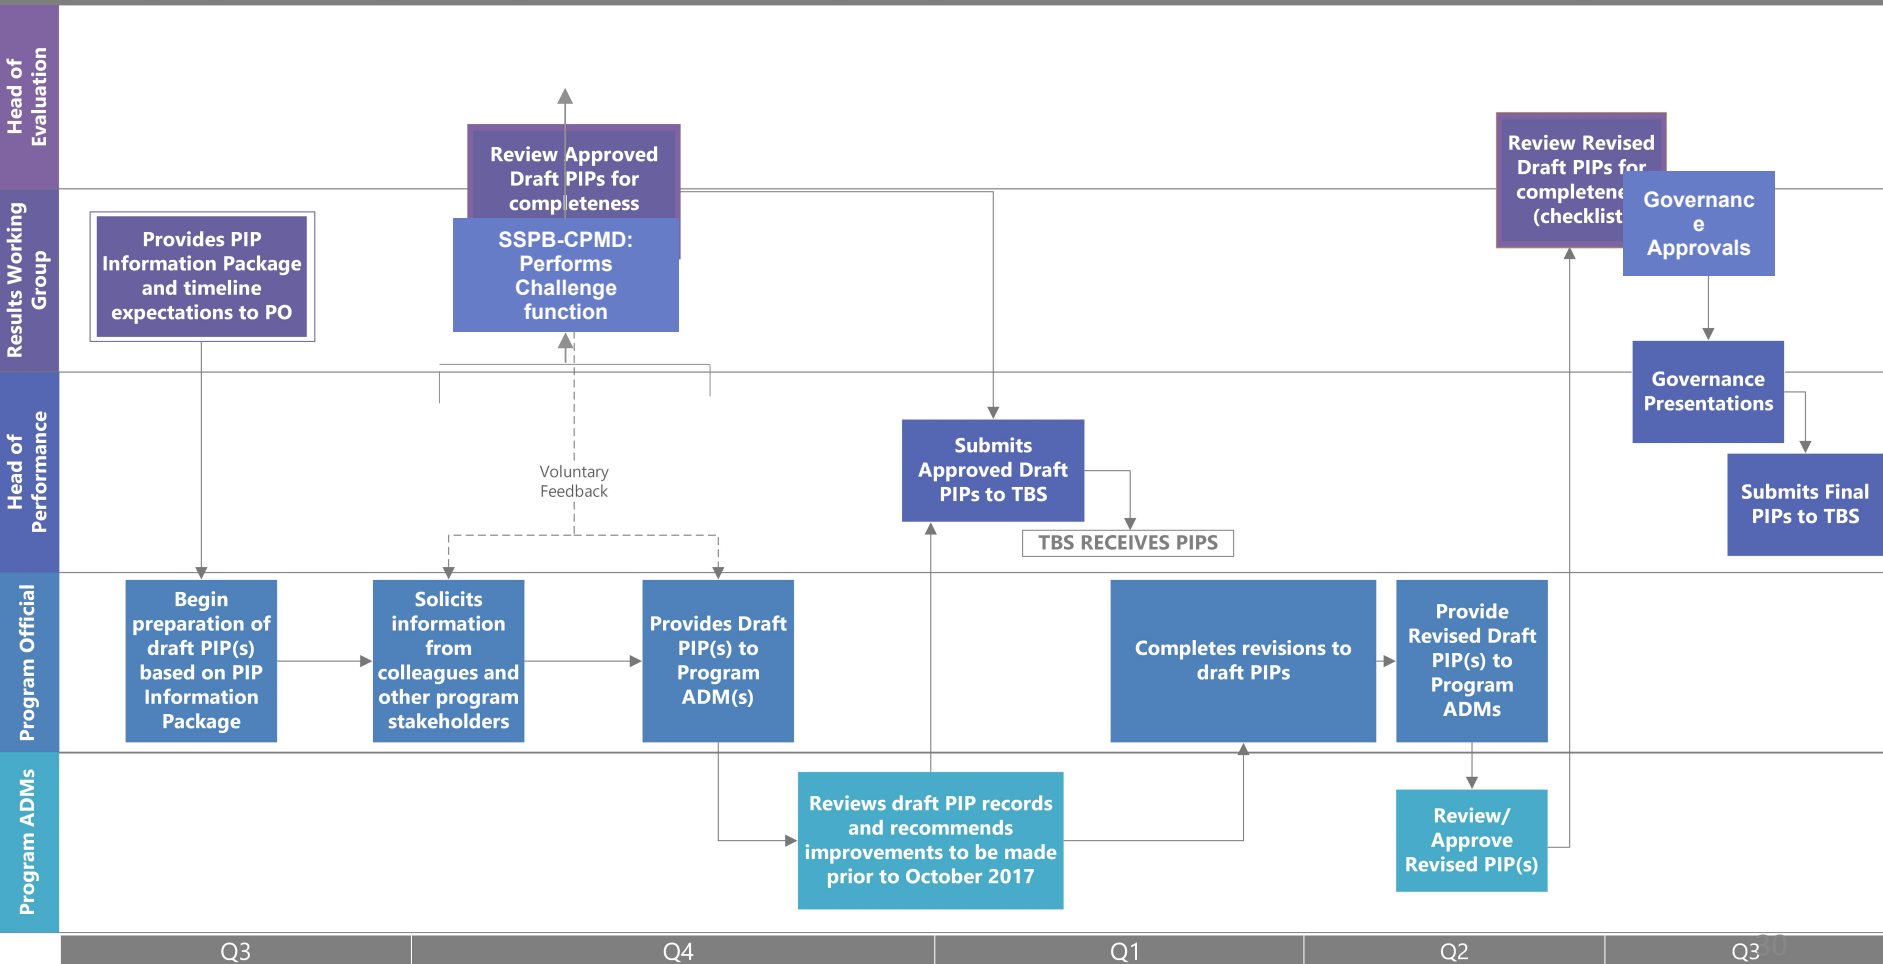 Head of
Evaluation
Review Approved
Draft PIPs for
completeness
Review Revised
Draft PIPs for
completene
(checklist
Results Working
Group
Provides PIP
Information Package
and timeline
expectations to PO
SSPB-CPMD:
Performs
Challenge
function
Governanc
e
Approvals
Head of
Performance
Governance
Presentations
Voluntary
Feedback
Submits
Approved Draft
PIPs to TBS
TBS RECEIVES PIPS
Submits Final
PIPs to TBS
Program Official
Begin
preparation of
draft PIP(s)
based on PIP
Information
Package
Solicits
information
from
colleagues and
other program
stakeholders
Provides Draft
PIP(s) to
Program
ADM(s)
Completes revisions to
draft PIPs
Provide
Revised Draft
PIP(s) to
Program
ADMs
Program ADMs
Reviews draft PIP records
and recommends
improvements to be made
prior to October 2017
Review/
Approve
Revised PIP(s)
Q3
Q4
Q1
Q2
Q3
30